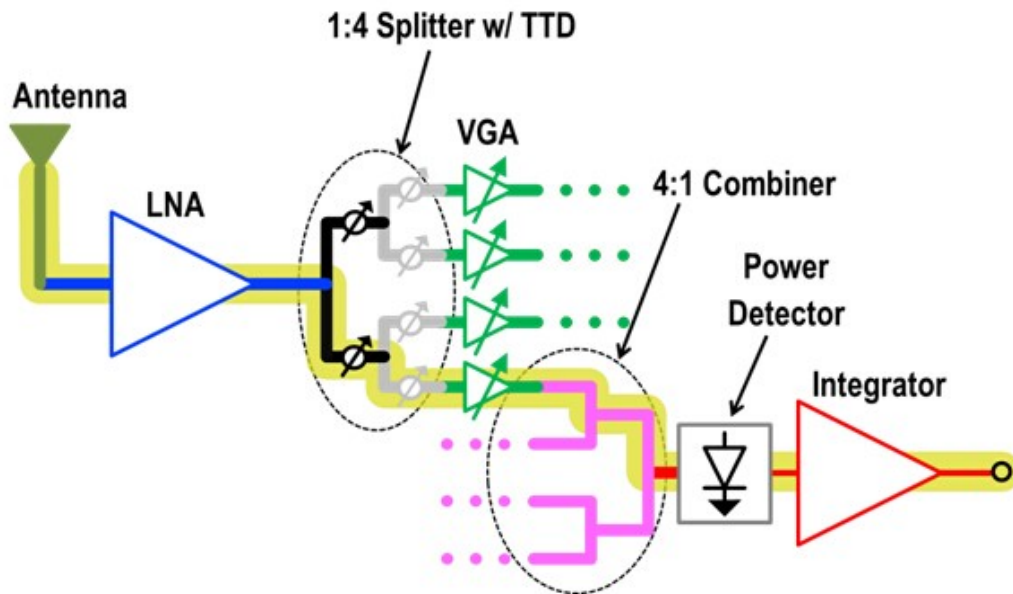 1:4 Splitter w/ TTD
Antenna
VGA
LNA
4:1 Combiner
Power
Detector
Integrator